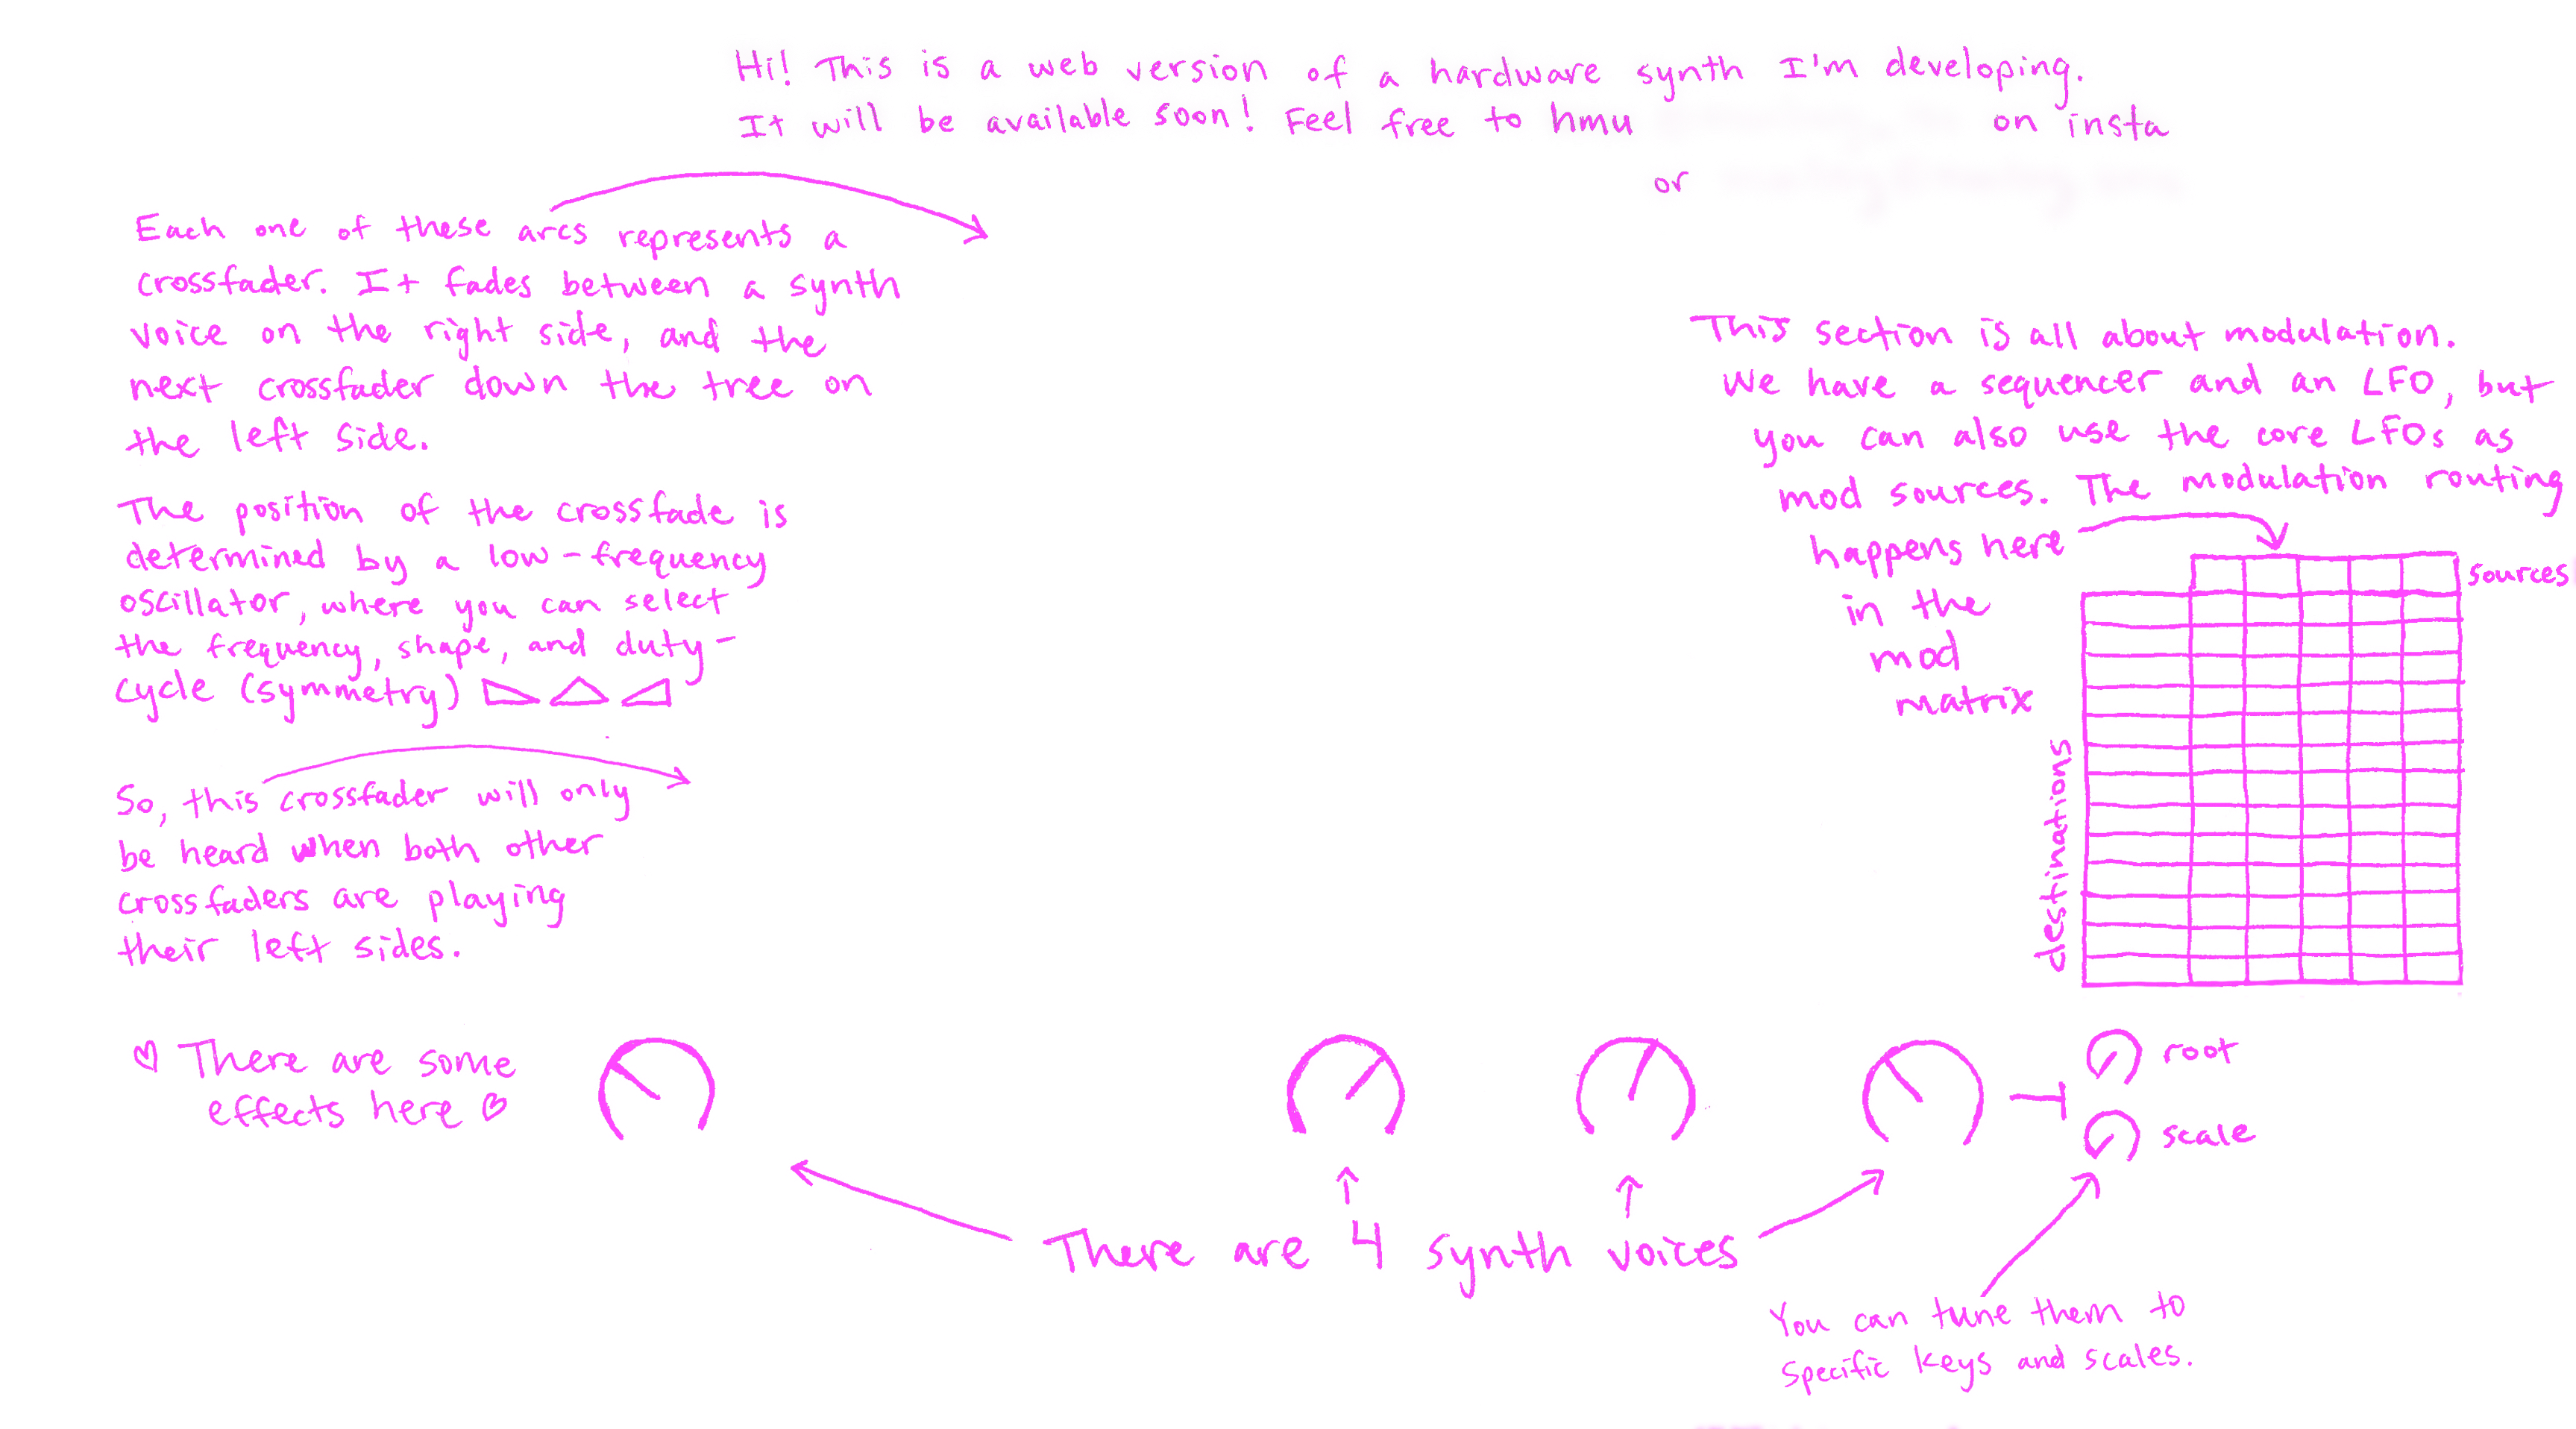 Hi! This is a web version of a hardware synth I'm developing.
It will be available soon! Feel free to hmu on insta
or
Each one of these arcs represents a
crossfader. It fades between a synth
voice on the right side, and the
next crossfader down the tree on
the left side.
The position of the crossfade is
determined by a low-frequency
oscillator, where you can select
the frequency, shape, and duty-
cycle (symmetry)
So, this crossfader will only
be heard when both other
crossfaders are playing
their left sides.
This section is all about modulation.
We have a sequencer and an LFO, but
you can also use the core LFOs as
mod sources. The modulation routing
happens here
in the
mod
matrix
sources
destinations
There are some
effects here
root
scale
There are 4 synth voices
You can tune them to
specific keys and scales.